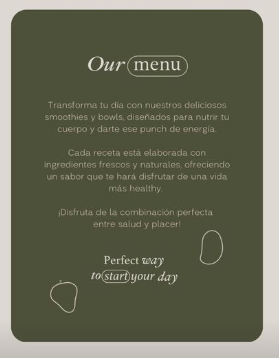 Our menu
Transforma tu día con nuestros deliciosos
smoothies y bowls, diseñados para nutrir tu
cuerpo y darte ese punch de energía.
Cada receta está elaborada con
ingredientes frescos y naturales, ofreciendo
un sabor que te hará disfrutar de una vida
más healthy.
¡Disfruta de la combinación perfecta
entre salud y placer!
Perfect way
to start your day